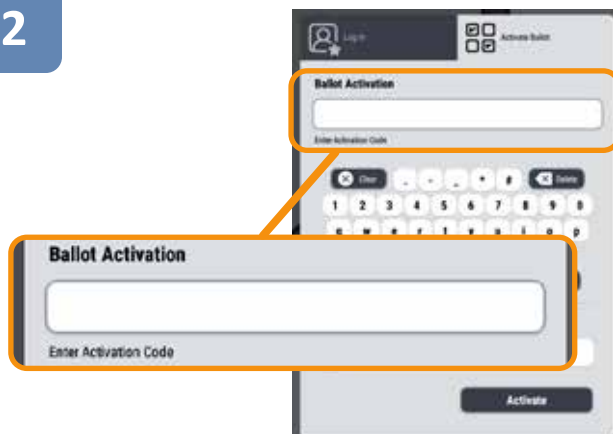 2
Log In
Activate Ballot
Ballot Activation
Enter Activation Code
Clear . - _ * # Delete
1 2 3 4 5 6 7 8 9 0
q w e r t y u i o p
Ballot Activation
Enter Activation Code
Activate